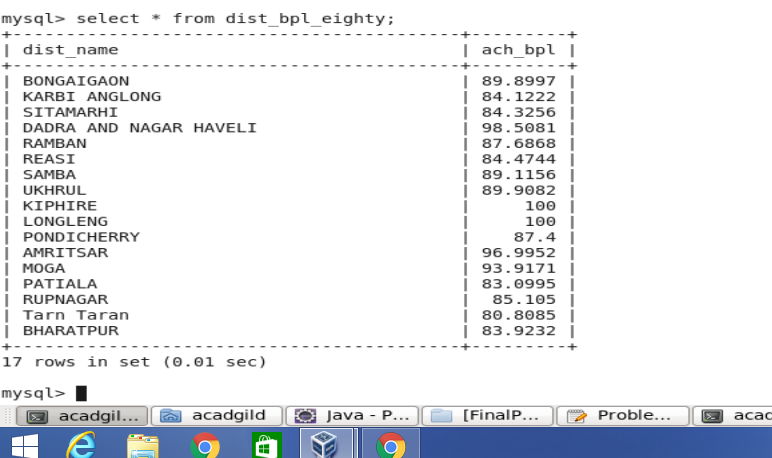 mysql> select * from dist_bpl_eighty;
+----------------------------------------------+---------+
| dist_name | ach_bpl |
+----------------------------------------------+---------+
| BONGAIGAON | 89.8997 |
| KARBI ANGLONG | 84.1222 |
| SITAMARHI | 84.3256 |
| DADRA AND NAGAR HAVELI | 98.5081 |
| RAMBAN | 87.6868 |
| REASI | 84.4744 |
| SAMBA | 89.1156 |
| UKHRUL | 89.9082 |
| KIPHIRE | 100 |
| LONGLENG | 100 |
| PONDICHERRY | 87.4 |
| AMRITSAR | 96.9952 |
| MOGA | 93.9171 |
| PATIALA | 83.0995 |
| RUPNAGAR | 85.105 |
| Tarn Taran | 80.8085 |
| BHARATPUR | 83.9232 |
+----------------------------------------------+---------+
17 rows in set (0.01 sec)
mysql>
acadgil... acadgild Java - P... [FinalP... Proble... acad